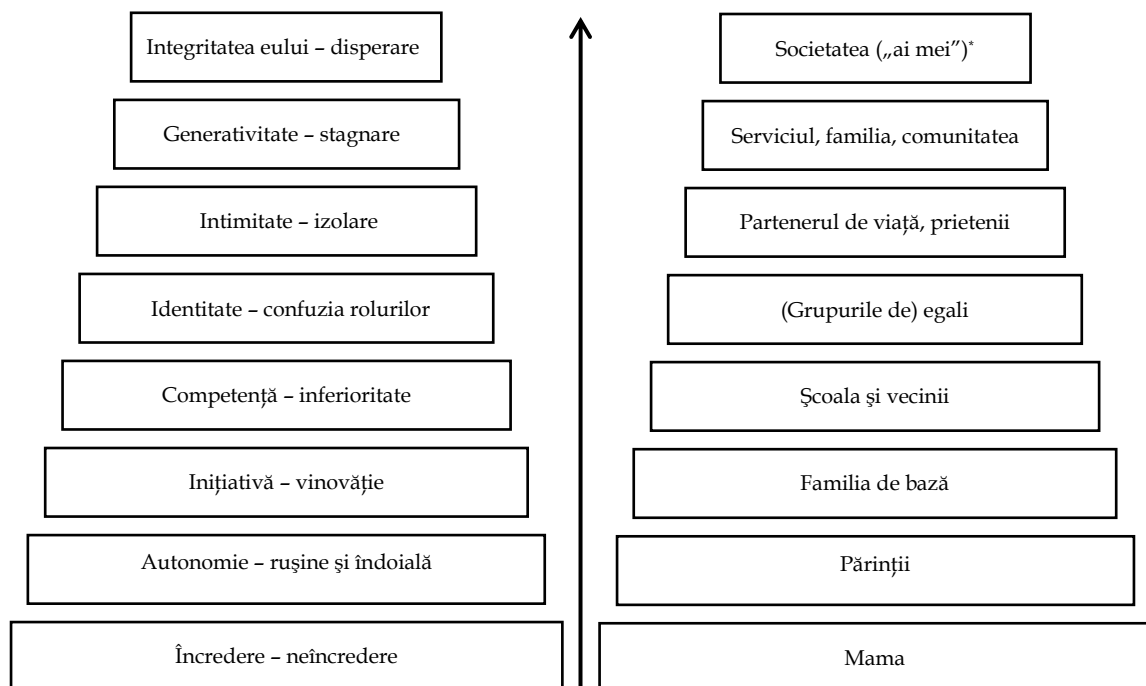 Integritatea eului – disperare
Societatea („ai mei”)*
Generativitate – stagnare
Serviciul, familia, comunitatea
Intimitate – izolare
Partenerul de viață, prietenii
Identitate – confuzia rolurilor
(Grupurile de) egali
Competență – inferioritate
Şcoala şi vecinii
Inițiativă – vinovăție
Familia de bază
Autonomie – ruşine şi îndoială
Părinții
Încredere – neîncredere
Mama